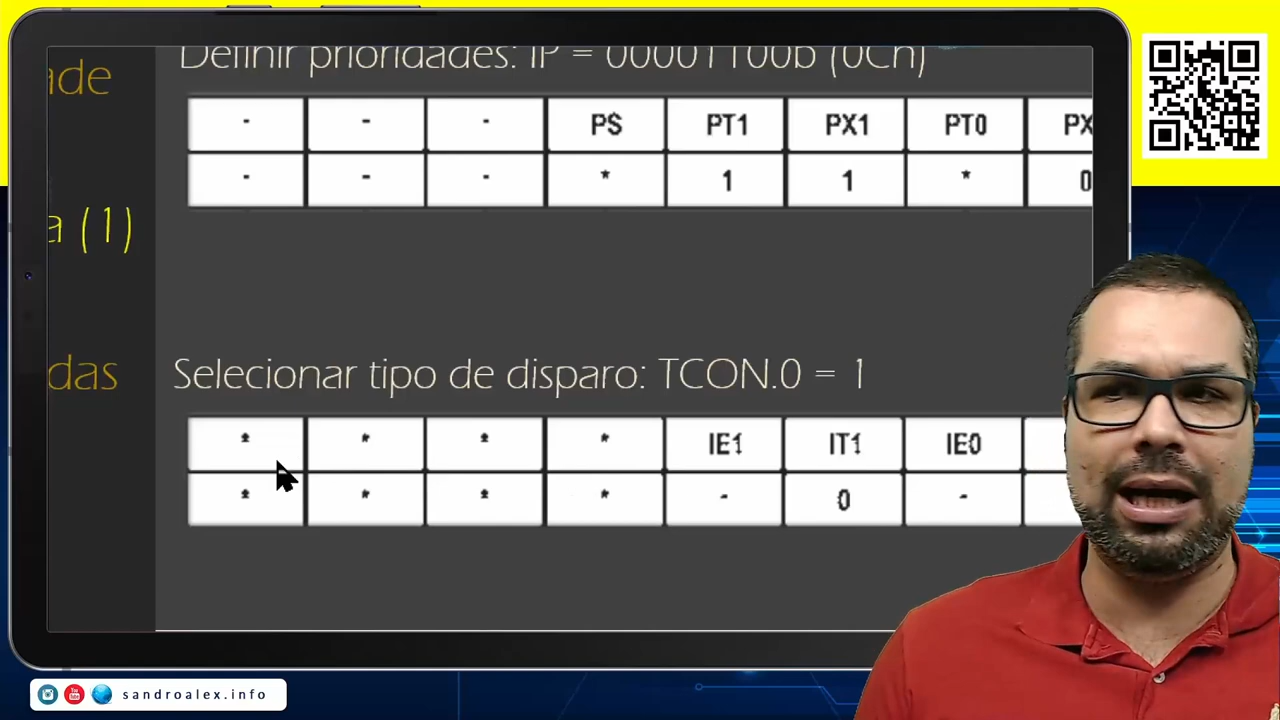 ade
Definir prioridades: IP = 00001100b (0Ch)
- - - PS PT1 PX1 PT0 PX
- - - * 1 1 * 0
a (1)
das
Selecionar tipo de disparo: TCON.0 = 1
* * * * IE1 IT1 IE0
* * * * - 0 -
sandroalex.info